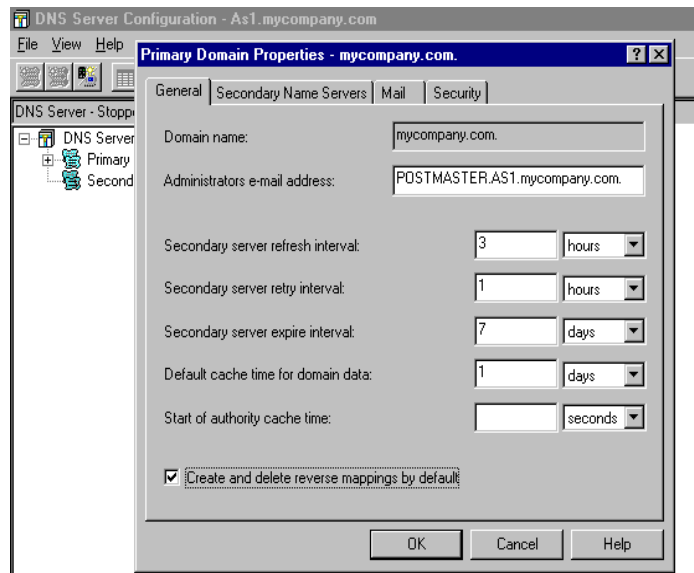 DNS Server Configuration - As1.mycompany.com
File View Help
Primary Domain Properties - mycompany.com.
General Secondary Name Servers Mail Security
DNS Server - Stopp
DNS Server
Primary
Second
Domain name: mycompany.com.
Administrators e-mail address: POSTMASTER.AS1.mycompany.com.
Secondary server refresh interval: 3 hours
Secondary server retry interval: 1 hours
Secondary server expire interval: 7 days
Default cache time for domain data: 1 days
Start of authority cache time: seconds
Create and delete reverse mappings by default
OK Cancel Help